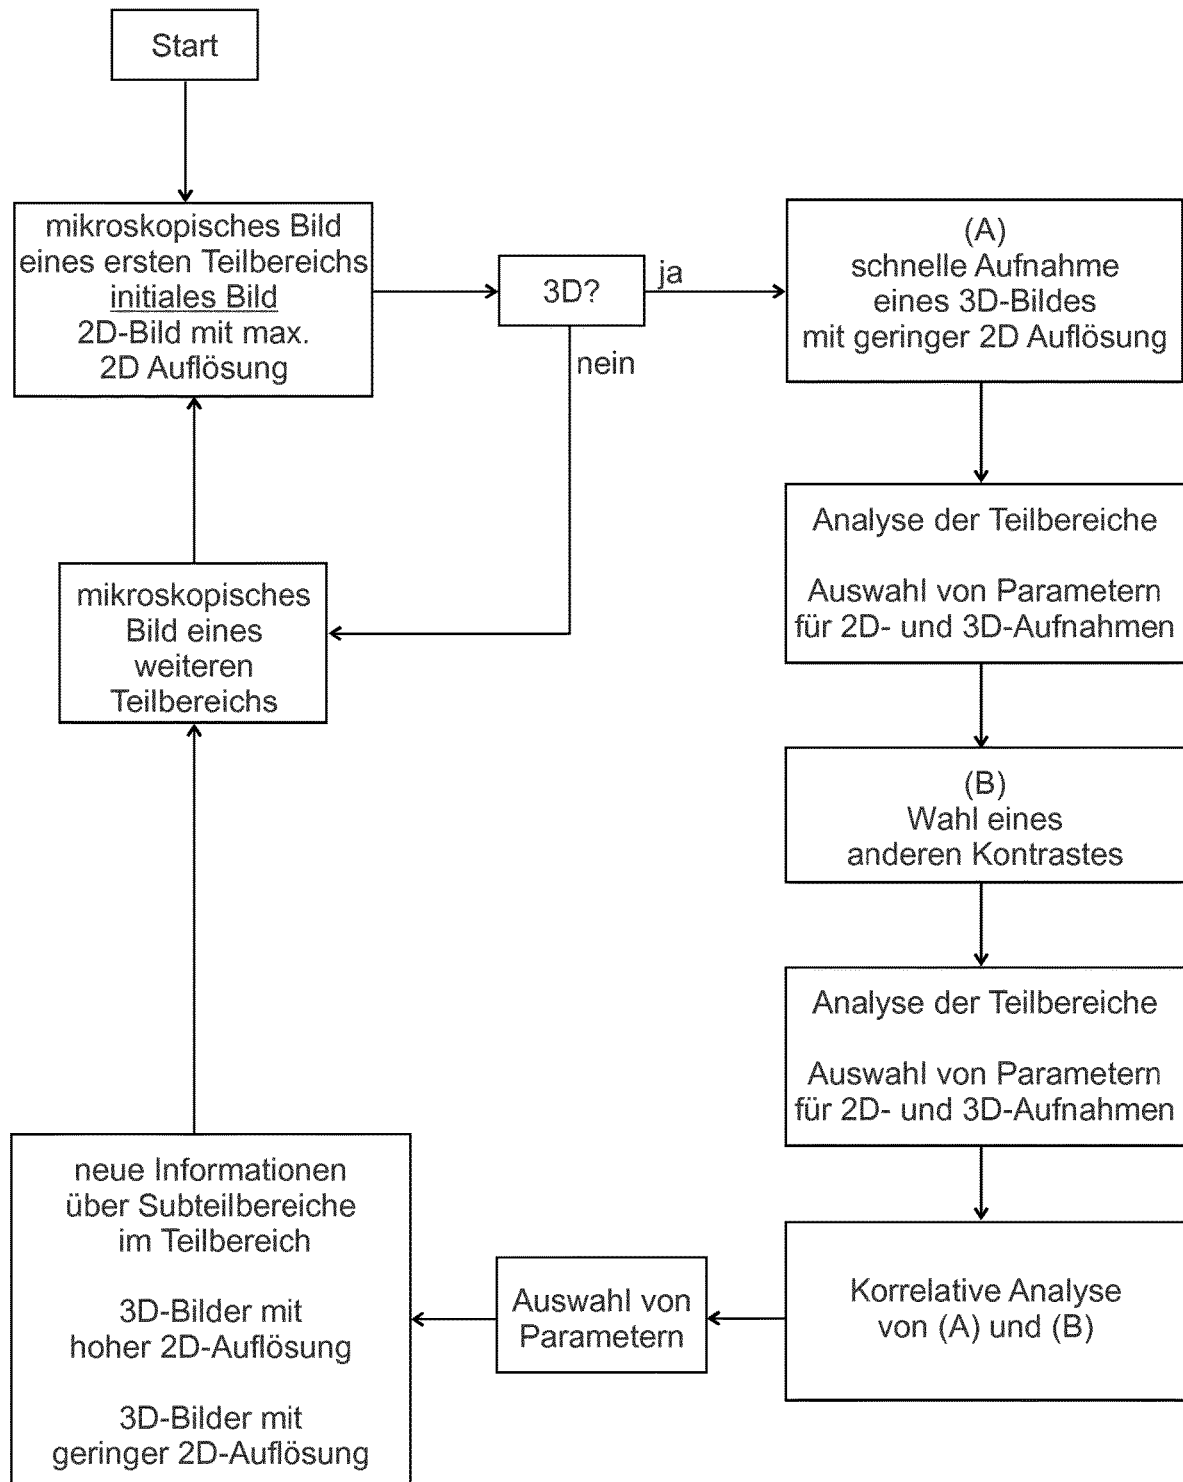 Start
mikroskopisches Bild
eines ersten Teilbereichs
initiales Bild
2D-Bild mit max.
2D Auflösung
3D?
ja
nein
(A)
schnelle Aufnahme
eines 3D-Bildes
mit geringer 2D Auflösung
Analyse der Teilbereiche
Auswahl von Parametern
für 2D- und 3D-Aufnahmen
mikroskopisches
Bild eines
weiteren
Teilbereichs
(B)
Wahl eines
anderen Kontrastes
Analyse der Teilbereiche
Auswahl von Parametern
für 2D- und 3D-Aufnahmen
Korrelative Analyse
von (A) und (B)
Auswahl von
Parametern
neue Informationen
über Subteilbereiche
im Teilbereich
3D-Bilder mit
hoher 2D-Auflösung
3D-Bilder mit
geringer 2D-Auflösung